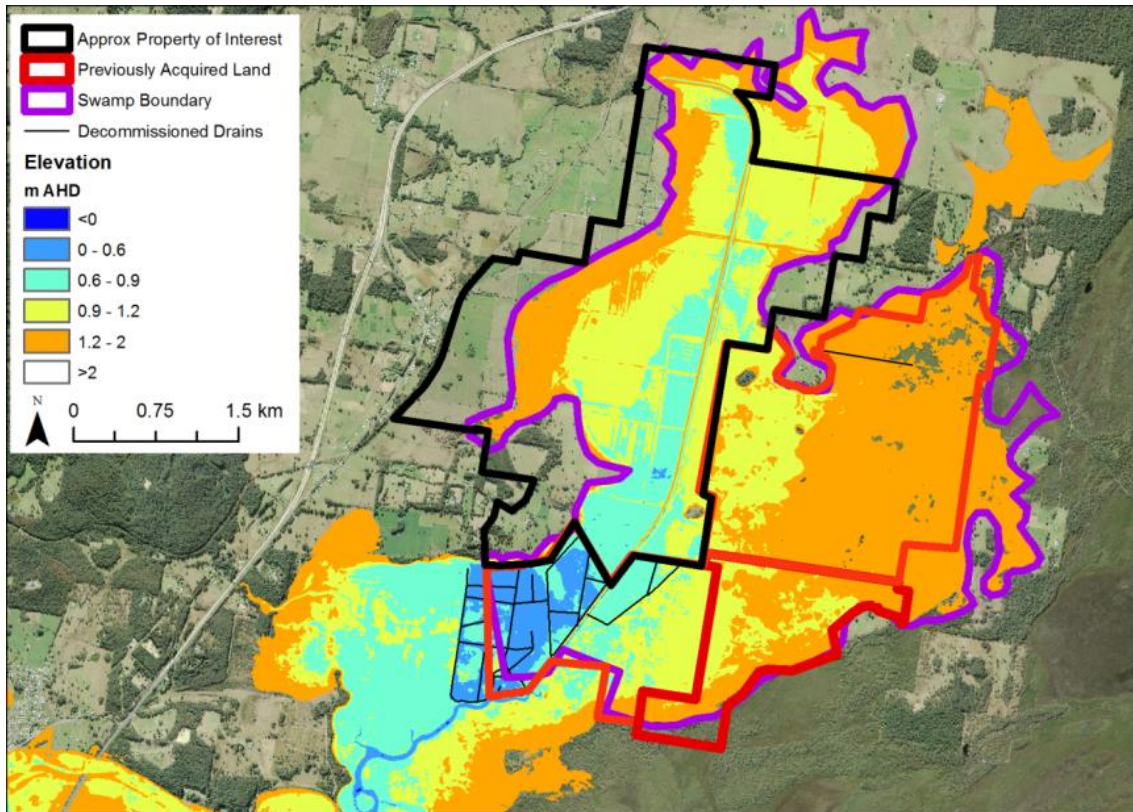 Approx Property of Interest
Previously Acquired Land
Swamp Boundary
Decommissioned Drains
Elevation
m AHD
<0
0 - 0.6
0.6 - 0.9
0.9 - 1.2
1.2 - 2
>2
N
0 0.75 1.5 km